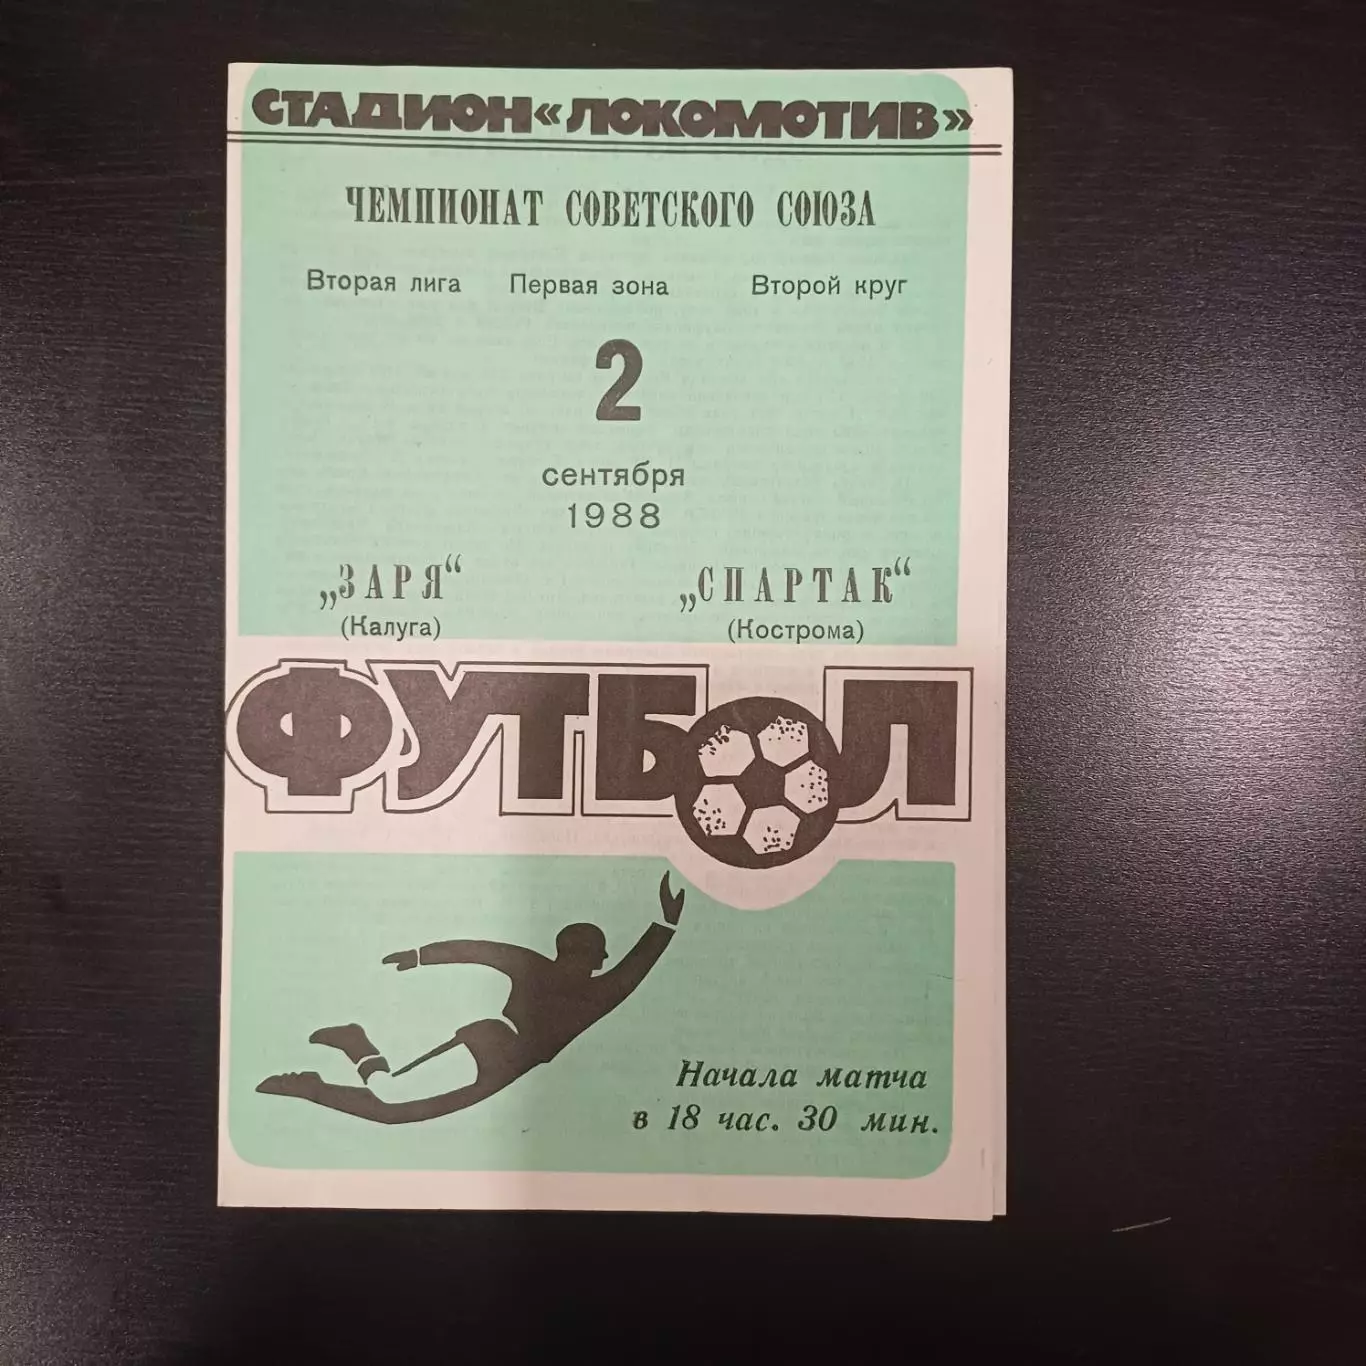 СТАДИОН «ЛОКОМОТИВ»
ЧЕМПИОНАТ СОВЕТСКОГО СОЮЗА
Вторая лига Первая зона Второй круг
2
сентября
1988
„ЗАРЯ“ „СПАРТАК“
(Калуга) (Кострома)
ФУТБОЛ
Начала матча
в 18 час. 30 мин.